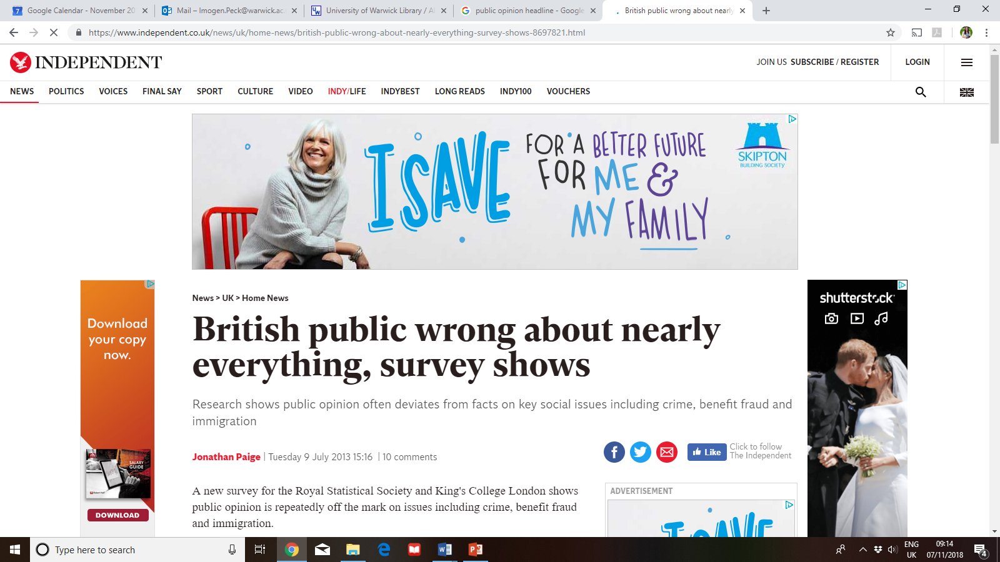 Google Calendar - November 20
Mail – Imogen.Peck@warwick.ac.
University of Warwick Library / Al
public opinion headline - Google
British public wrong about nearly
https://www.independent.co.uk/news/uk/home-news/british-public-wrong-about-nearly-everything-survey-shows-8697821.html
INDEPENDENT
JOIN US SUBSCRIBE / REGISTER
LOGIN
NEWS POLITICS VOICES FINAL SAY SPORT CULTURE VIDEO INDY/LIFE INDYBEST LONG READS INDY100 VOUCHERS
I SAVE
FOR A BETTER FUTURE
FOR ME &
MY FAMILY
SKIPTON
BUILDING SOCIETY
Download
your copy
now.
SALARY
GUIDE
rh
Robert Half
DOWNLOAD
News > UK > Home News
British public wrong about nearly
everything, survey shows
Research shows public opinion often deviates from facts on key social issues including crime, benefit fraud and
immigration
Jonathan Paige | Tuesday 9 July 2013 15:16 | 10 comments
Like
Click to follow
The Independent
A new survey for the Royal Statistical Society and King's College London shows
public opinion is repeatedly off the mark on issues including crime, benefit fraud
and immigration.
ADVERTISEMENT
I SAVE
shutterstock
Type here to search
ENG
UK
09:14
07/11/2018
4